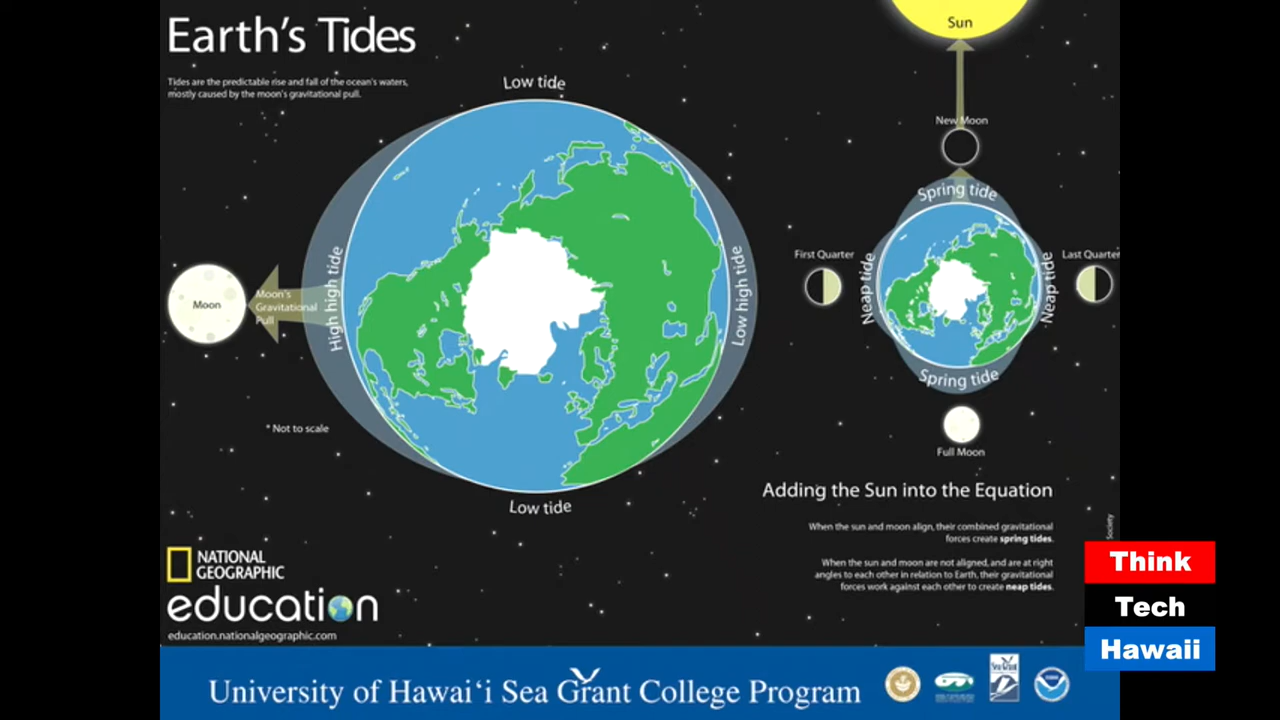 Earth's Tides
Tides are the predictable rise and fall of the ocean's waters,
mostly caused by the moon's gravitational pull.
Low tide
Moon
Moon's
Gravitational
Pull
High high tide
Low high tide
* Not to scale
Low tide
Sun
New Moon
Spring tide
First Quarter
Neap tide
Neap tide
Last Quarter
Spring tide
Full Moon
Adding the Sun into the Equation
When the sun and moon align, their combined gravitational
forces create spring tides.
When the sun and moon are not aligned, and are at right
angles to each other in relation to Earth, their gravitational
forces work against each other to create neap tides.
Society
NATIONAL
GEOGRAPHIC
education
education.nationalgeographic.com
Think
Tech
Hawaii
University of Hawai‘i Sea Grant College Program